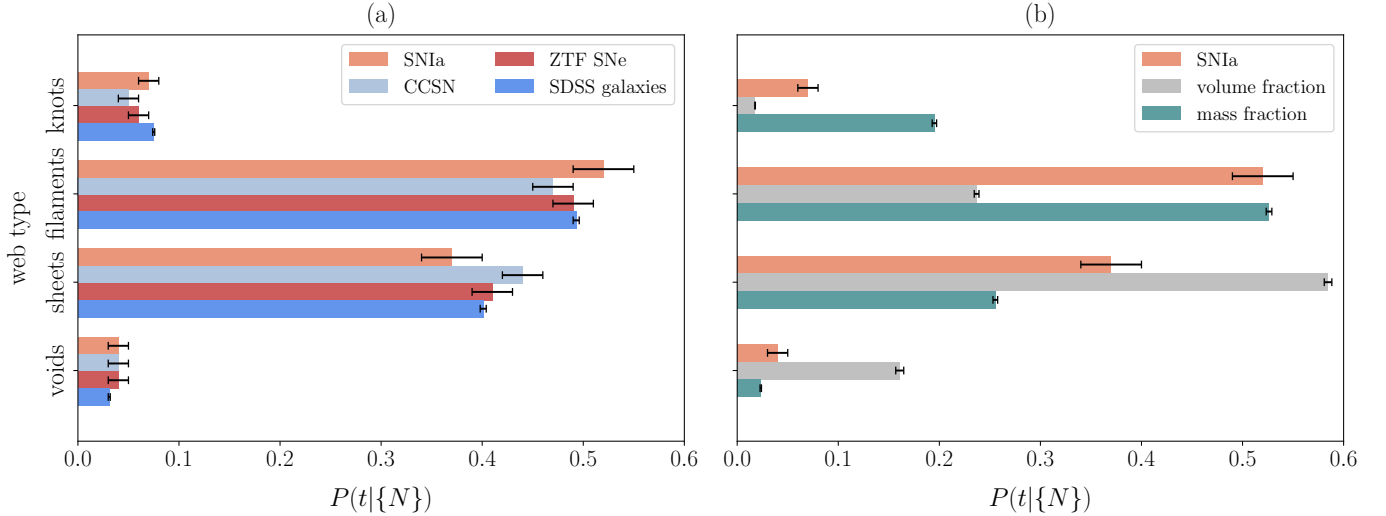 (a)
SNIa
CCSN
ZTF SNe
SDSS galaxies
web type
knots
filaments
sheets
voids
0.0 0.1 0.2 0.3 0.4 0.5 0.6
P(t|{N})
(b)
SNIa
volume fraction
mass fraction
0.0 0.1 0.2 0.3 0.4 0.5 0.6
P(t|{N})